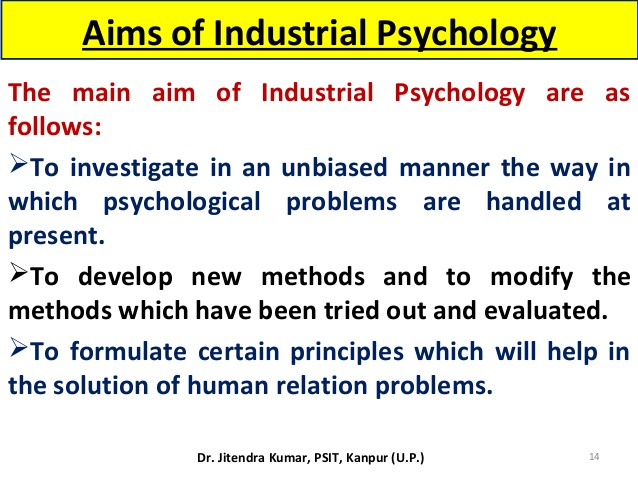 Aims of Industrial Psychology
The main aim of Industrial Psychology are as
follows:
➢To investigate in an unbiased manner the way in
which psychological problems are handled at
present.
➢To develop new methods and to modify the
methods which have been tried out and evaluated.
➢To formulate certain principles which will help in
the solution of human relation problems.
Dr. Jitendra Kumar, PSIT, Kanpur (U.P.)
14